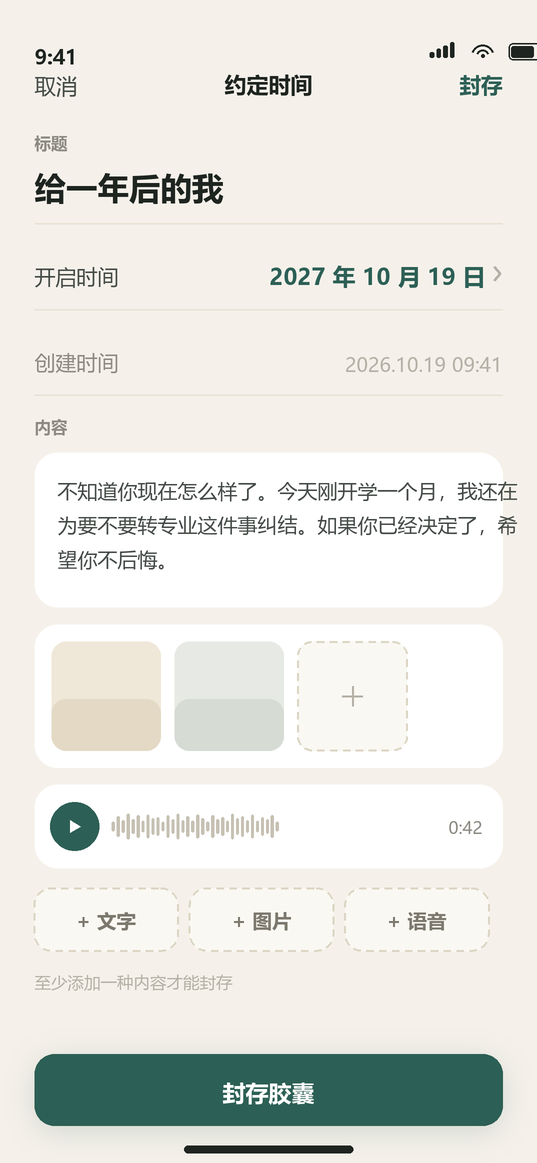 9:41
取消 约定时间 封存
标题
给一年后的我
开启时间 2027 年 10 月 19 日
创建时间 2026.10.19 09:41
内容
不知道你现在怎么样了。今天刚开学一个月，我还在
为要不要转专业这件事纠结。如果你已经决定了，希
望你不后悔。
0:42
+ 文字 + 图片 + 语音
至少添加一种内容才能封存
封存胶囊